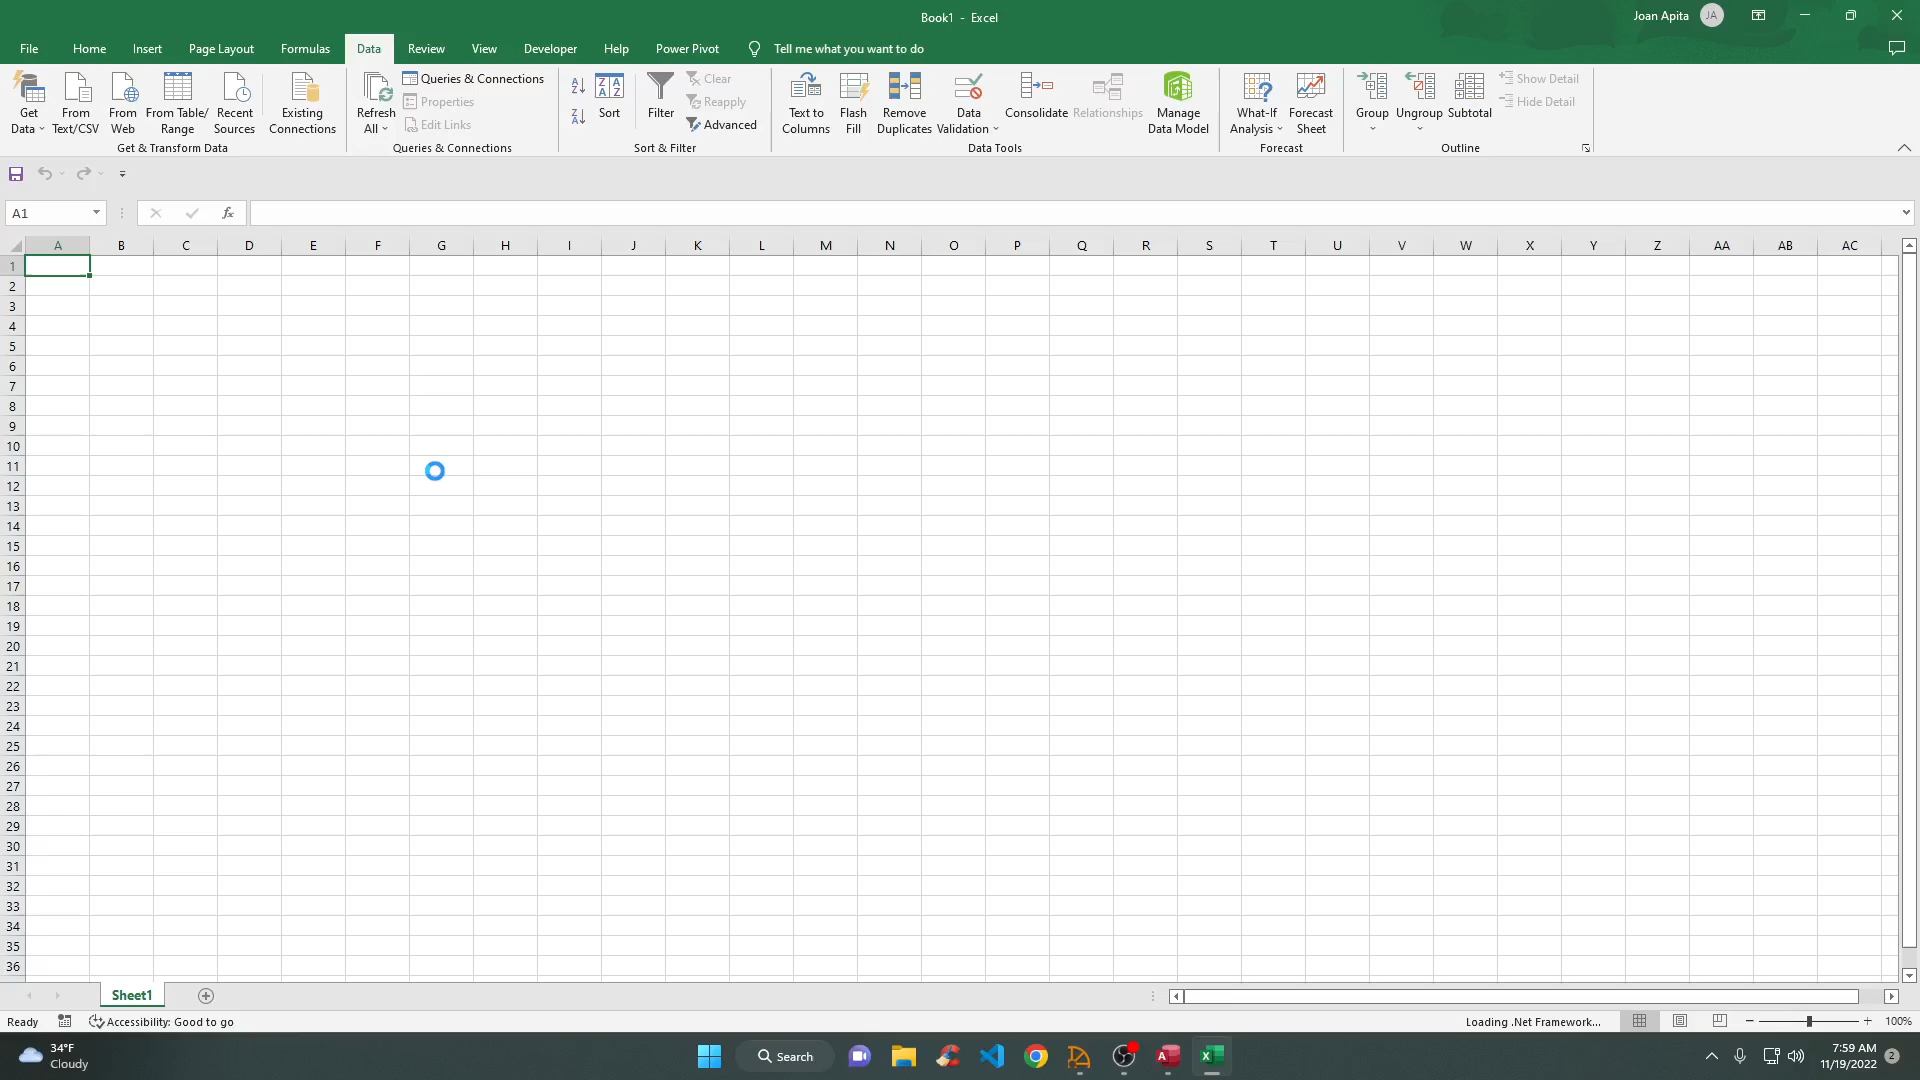 Book1 - Excel
Joan Apita JA
File Home Insert Page Layout Formulas Data Review View Developer Help Power Pivot Tell me what you want to do
Get Data
From Text/CSV
From Web
From Table/ Range
Recent Sources
Existing Connections
Get & Transform Data
Refresh All
Queries & Connections
Properties
Edit Links
Queries & Connections
Sort
Filter
Clear
Reapply
Advanced
Sort & Filter
Text to Columns
Flash Fill
Remove Duplicates
Data Validation
Consolidate
Relationships
Manage Data Model
Data Tools
What-If Analysis
Forecast Sheet
Forecast
Group
Ungroup
Subtotal
Show Detail
Hide Detail
Outline
A1 fx
A B C D E F G H I J K L M N O P Q R S T U V W X Y Z AA AB AC
1
2
3
4
5
6
7
8
9
10
11
12
13
14
15
16
17
18
19
20
21
22
23
24
25
26
27
28
29
30
31
32
33
34
35
36
Sheet1
Ready Accessibility: Good to go Loading .Net Framework... 100%
34°F
Cloudy
Search
7:59 AM
11/19/2022
2